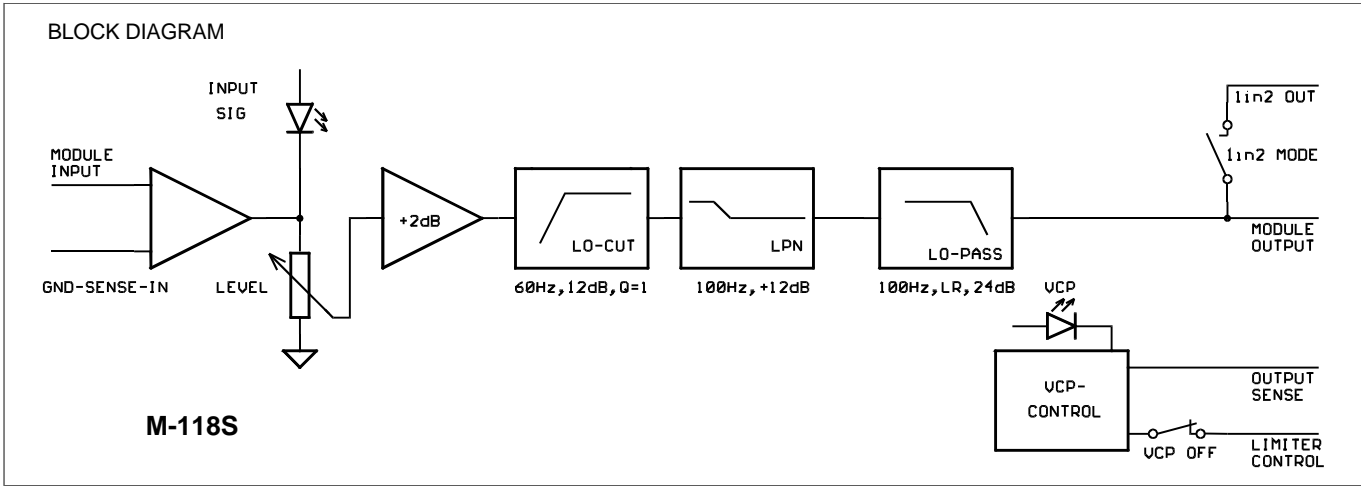 BLOCK DIAGRAM
INPUT
SIG
MODULE
INPUT
GND-SENSE-IN
LEVEL
+2dB
LO-CUT
60Hz,12dB,Q=1
LPN
100Hz,+12dB
LO-PASS
100Hz,LR,24dB
1in2 OUT
1in2 MODE
MODULE
OUTPUT
VCP
VCP-
CONTROL
OUTPUT
SENSE
VCP OFF
LIMITER
CONTROL
M-118S